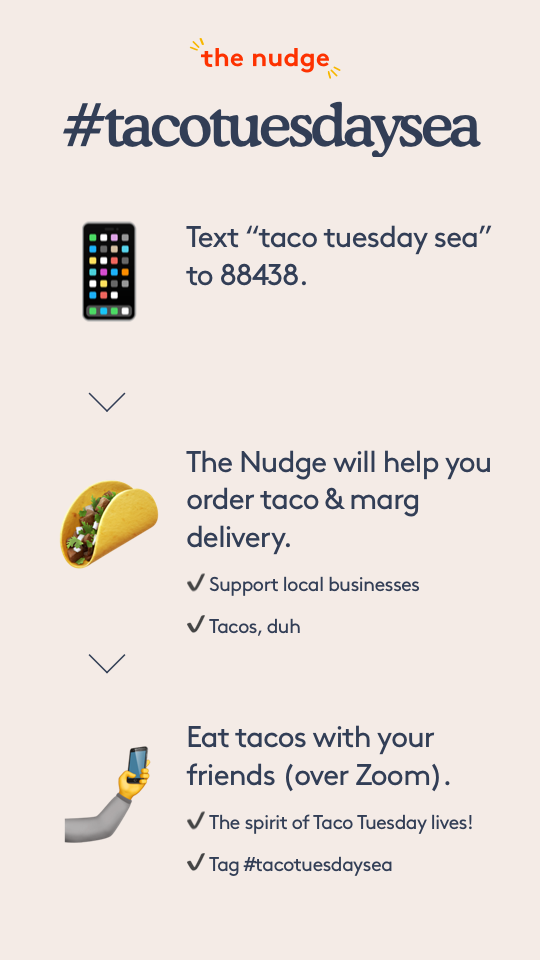 the nudge
#tacotuesdaysea
Text “taco tuesday sea”
to 88438.
The Nudge will help you
order taco & marg
delivery.
✔ Support local businesses
✔ Tacos, duh
Eat tacos with your
friends (over Zoom).
✔ The spirit of Taco Tuesday lives!
✔ Tag #tacotuesdaysea